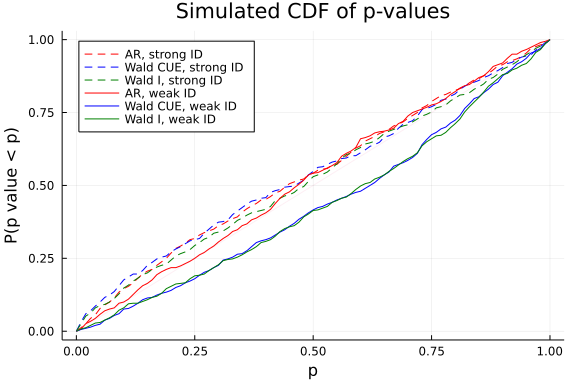 Simulated CDF of p-values
P(p value < p)
1.00
0.75
0.50
0.25
0.00
AR, strong ID
Wald CUE, strong ID
Wald I, strong ID
AR, weak ID
Wald CUE, weak ID
Wald I, weak ID
0.00 0.25 0.50 0.75 1.00
p